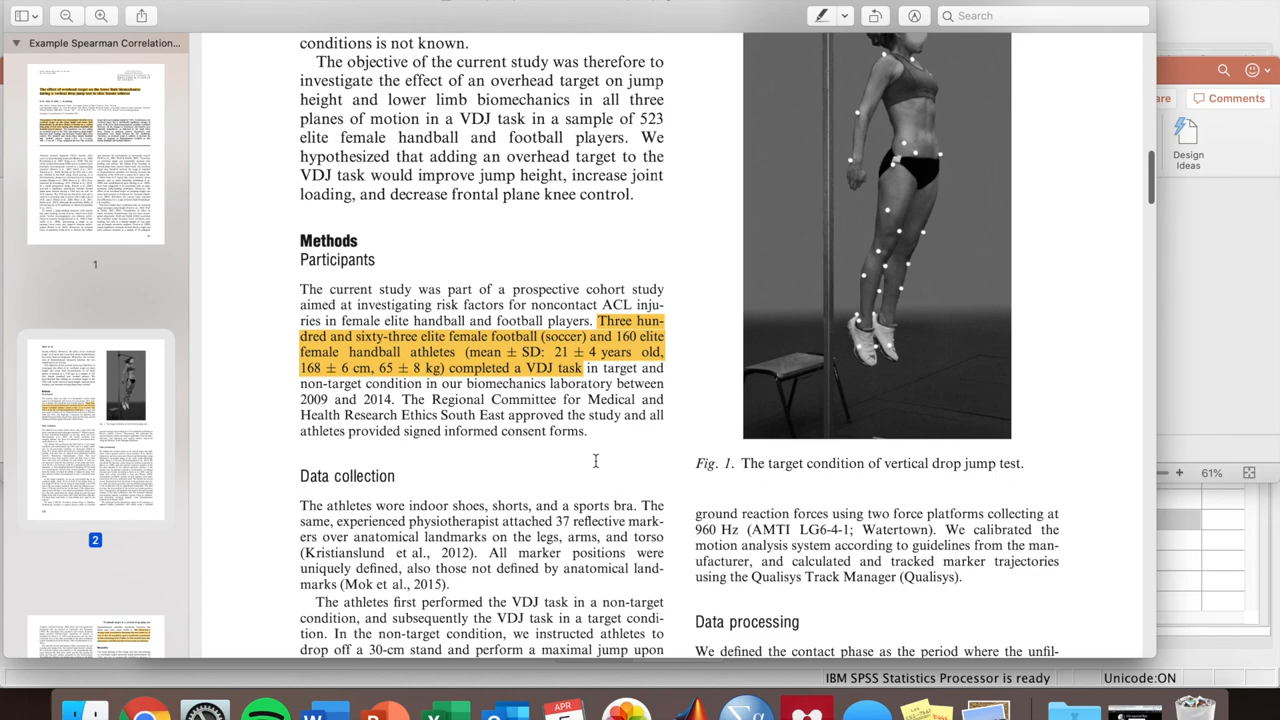 Search
Example Spearman Correlation...
are
Comments
Design
Ideas
61%
1
2
conditions is not known.
The objective of the current study was therefore to
investigate the effect of an overhead target on jump
height and lower limb biomechanics in all three
planes of motion in a VDJ task in a sample of 523
elite female handball and football players. We
hypothesized that adding an overhead target to the
VDJ task would improve jump height, increase joint
loading, and decrease frontal plane knee control.
Methods
Participants
The current study was part of a prospective cohort study
aimed at investigating risk factors for noncontact ACL inju-
ries in female elite handball and football players. Three hun-
dred and sixty-three elite female football (soccer) and 160 elite
female handball athletes (mean ± SD: 21 ± 4 years old,
168 ± 6 cm, 65 ± 8 kg) completed a VDJ task in target and
non-target condition in our biomechanics laboratory between
2009 and 2014. The Regional Committee for Medical and
Health Research Ethics South East approved the study and all
athletes provided signed informed consent forms.
Data collection
The athletes wore indoor shoes, shorts, and a sports bra. The
same, experienced physiotherapist attached 37 reflective mark-
ers over anatomical landmarks on the legs, arms, and torso
(Kristianslund et al., 2012). All marker positions were
uniquely defined, also those not defined by anatomical land-
marks (Mok et al., 2015).
The athletes first performed the VDJ task in a non-target
condition, and subsequently the VDJ task in a target condi-
tion. In the non-target condition, we instructed athletes to
drop off a 30-cm stand and perform a maximal jump upon
Fig. 1. The target condition of vertical drop jump test.
ground reaction forces using two force platforms collecting at
960 Hz (AMTI LG6-4-1; Watertown). We calibrated the
motion analysis system according to guidelines from the man-
ufacturer, and calculated and tracked marker trajectories
using the Qualisys Track Manager (Qualisys).
Data processing
We defined the contact phase as the period where the unfil-
IBM SPSS Statistics Processor is ready
Unicode:ON
APR